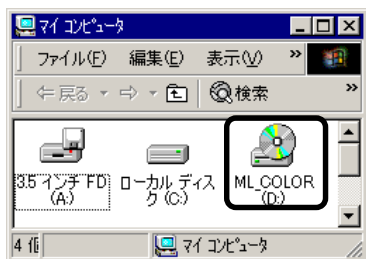 マイ コンピュータ
ファイル(F) 編集(E) 表示(V) »
戻る 検索 »
3.5 インチ FD (A:)
ローカル ディスク (C:)
ML_COLOR (D:)
4 個 マイ コンピュータ